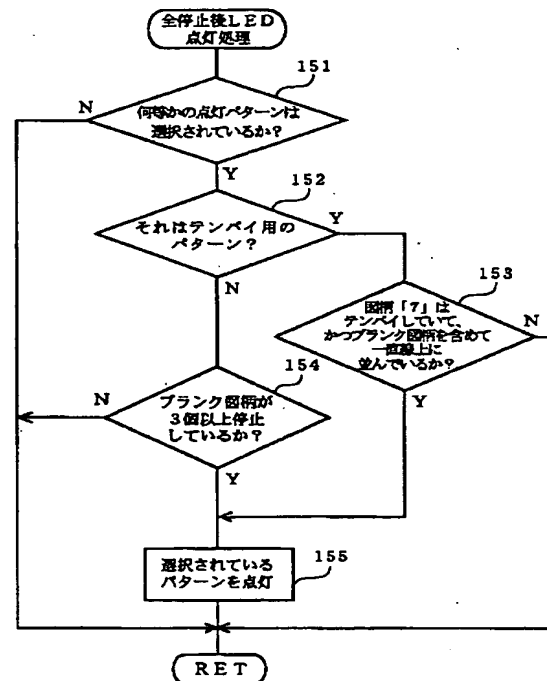 全停止後LED
点灯処理
151
何等かの点灯パターンは
選択されているか?
N
Y
152
それはテンパイ用の
パターン?
Y
N
153
図柄「7」は
テンパイしていて、
かつブランク図柄を含めて
一直線上に
並んでいるか?
N
Y
154
ブランク図柄が
3個以上停止
しているか?
N
Y
選択されている
パターンを点灯
155
RET